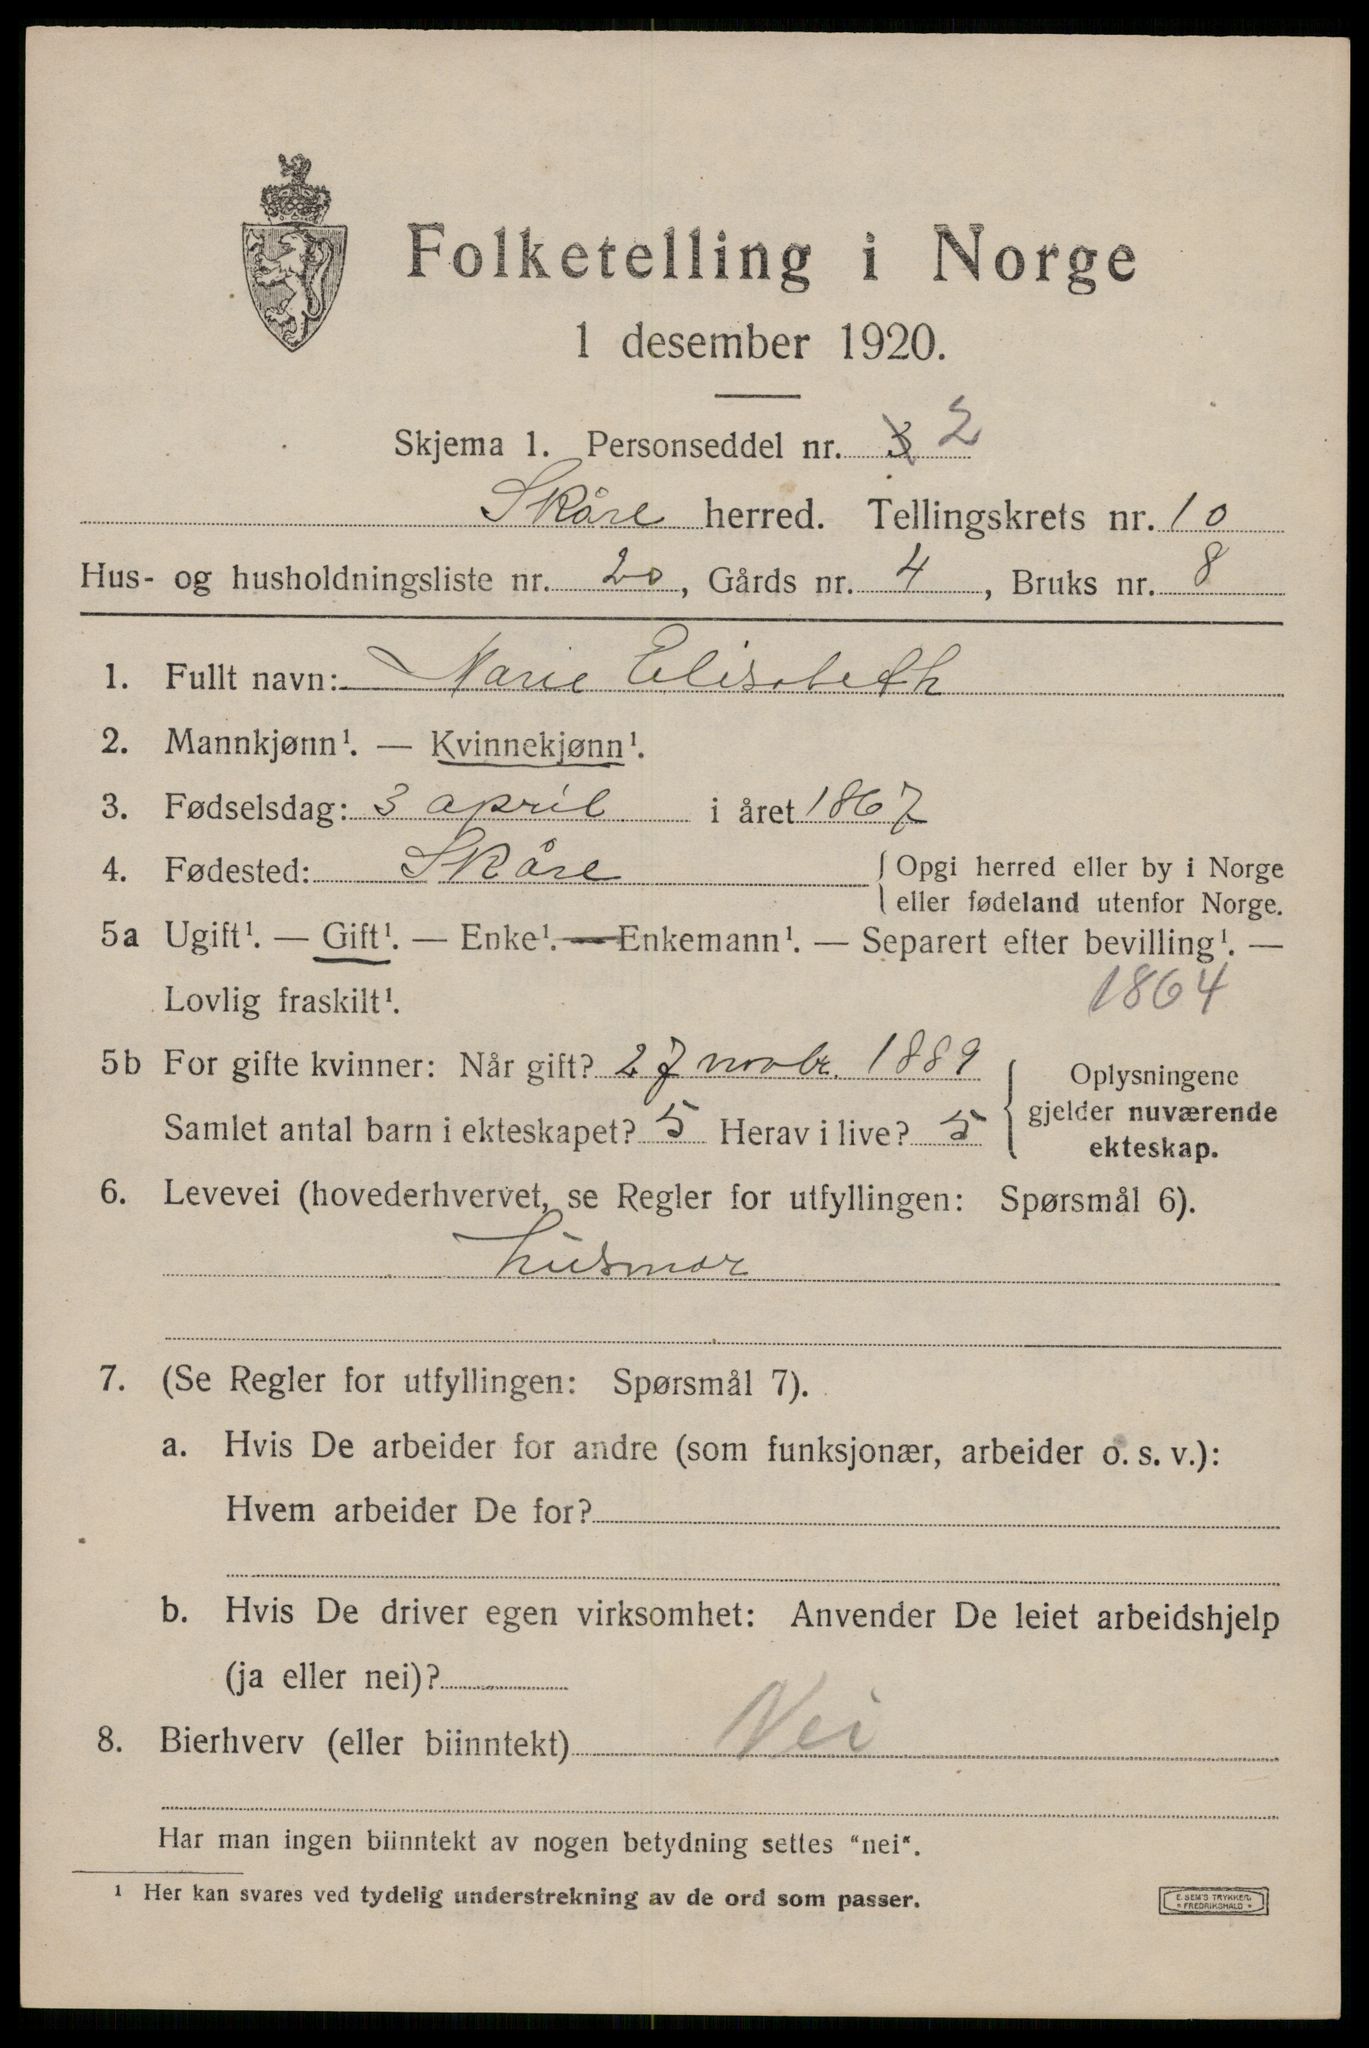 Folketelling i Norge
1 desember 1920.
Skjema 1. Personseddel nr. 3 2
Skåre herred. Tellingskrets nr. 10
Hus- og husholdningsliste nr. 20, Gårds nr. 4, Bruks nr. 8
1. Fullt navn: Marie Elisabeth
2. Mannkjønn¹. — Kvinnekjønn¹.
3. Fødselsdag: 3 april i året 1867
4. Fødested: Skåre {Opgi herred eller by i Norge
eller fødeland utenfor Norge.
5a Ugift¹. — Gift¹. — Enke¹. — Enkemann¹. — Separert efter bevilling¹. —
Lovlig fraskilt¹. 1864
5b For gifte kvinner: Når gift? 27 novbr. 1889
Samlet antal barn i ekteskapet? 5 Herav i live? 5
{Oplysningene
gjelder nuværende
ekteskap.
6. Levevei (hovederhvervet, se Regler for utfyllingen: Spørsmål 6).
husmor
7. (Se Regler for utfyllingen: Spørsmål 7).
a. Hvis De arbeider for andre (som funksjonær, arbeider o. s. v.):
Hvem arbeider De for?
b. Hvis De driver egen virksomhet: Anvender De leiet arbeidshjelp
(ja eller nei)?
8. Bierhverv (eller biinntekt) Nei
Har man ingen biinntekt av nogen betydning settes "nei".
¹ Her kan svares ved tydelig understrekning av de ord som passer.
E. SEM'S TRYKKERI
* FREDRIKSHALD *